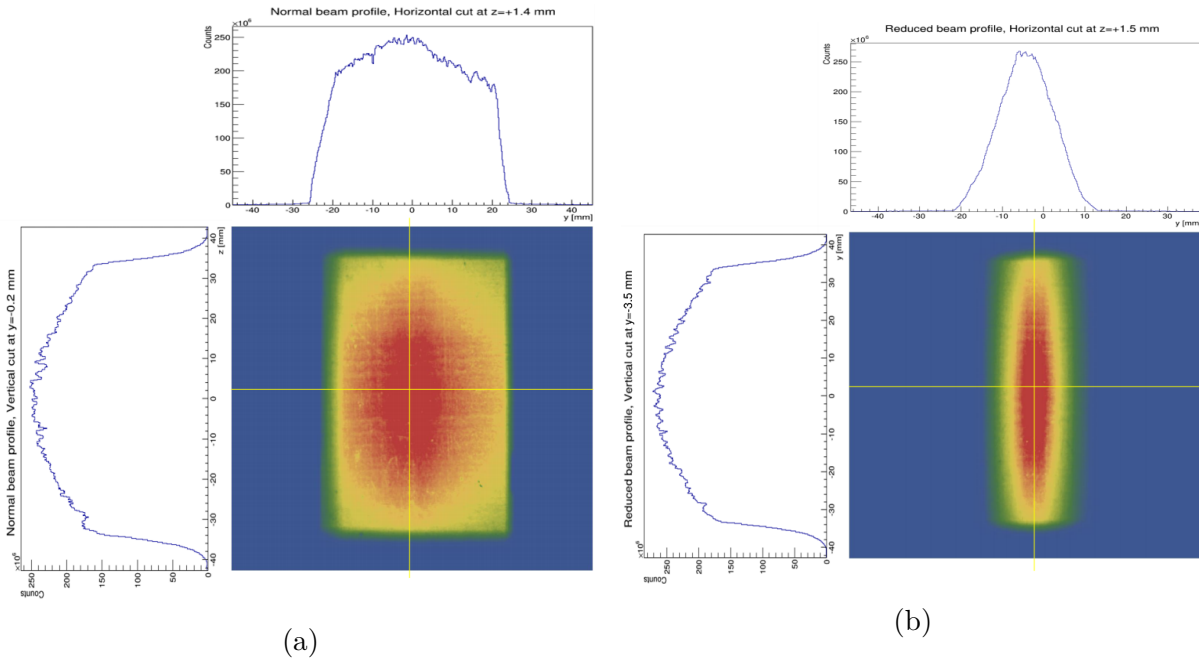 Normal beam profile, Horizontal cut at z=+1.4 mm
Counts
×10⁶
250
200
150
100
50
0
-40 -30 -20 -10 0 10 20 30 40
y [mm]
Normal beam profile, Vertical cut at y=-0.2 mm
z [mm]
40
30
20
10
0
-10
-20
-30
-40
×10⁶
250 200 150 100 50 0
Counts
(a)
Reduced beam profile, Horizontal cut at z=+1.5 mm
Counts
×10⁶
250
200
150
100
50
0
-40 -30 -20 -10 0 10 20 30
y [mm]
Reduced beam profile, Vertical cut at y=-3.5 mm
y [mm]
40
30
20
10
0
-10
-20
-30
-40
×10⁶
250 200 150 100 50 0
Counts
(b)